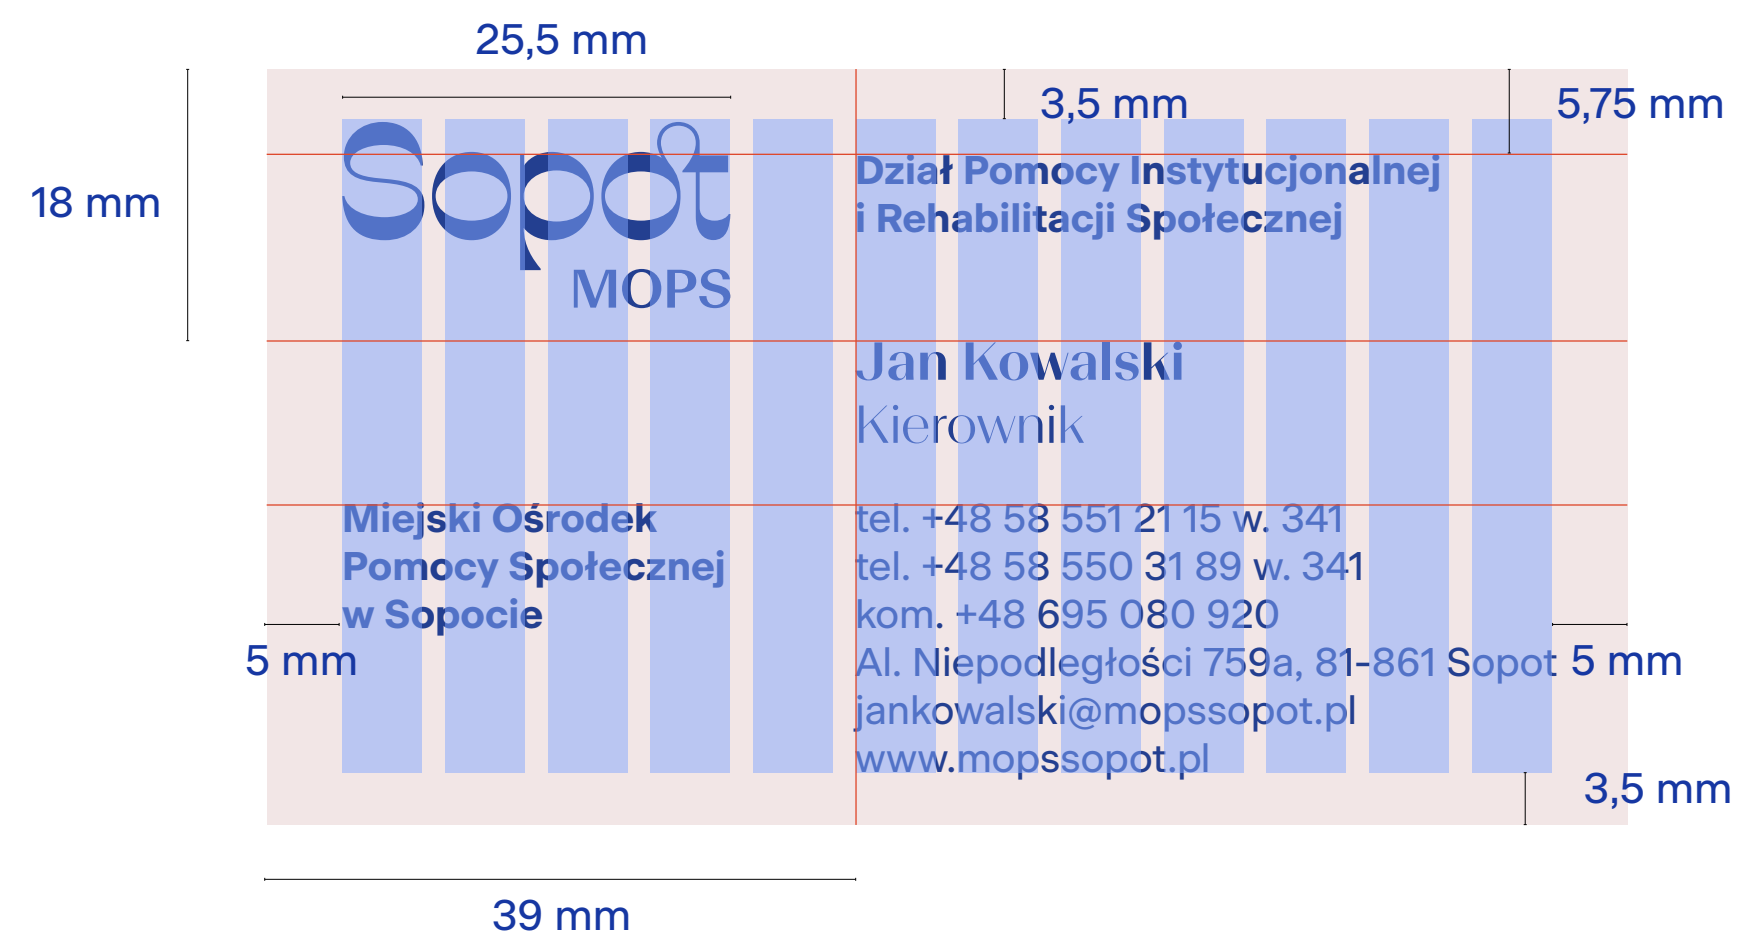 25,5 mm
3,5 mm
5,75 mm
18 mm
Sopot
MOPS
Dział Pomocy Instytucjonalnej
i Rehabilitacji Społecznej
Jan Kowalski
Kierownik
Miejski Ośrodek
Pomocy Społecznej
w Sopocie
5 mm
tel. +48 58 551 21 15 w. 341
tel. +48 58 550 31 89 w. 341
kom. +48 695 080 920
Al. Niepodległości 759a, 81-861 Sopot
jankowalski@mopssopot.pl
www.mopssopot.pl
5 mm
3,5 mm
39 mm